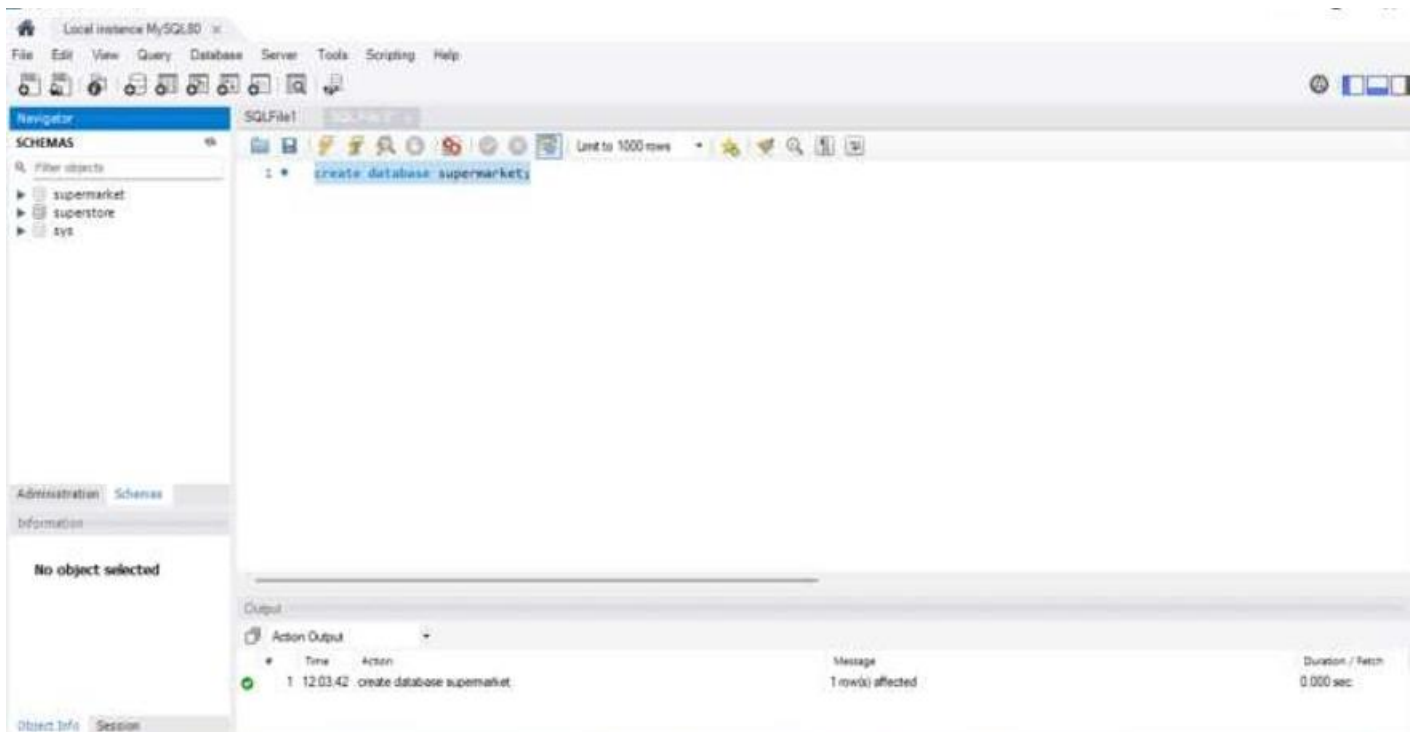 Local instance MySQL80 ×
File Edit View Query Database Server Tools Scripting Help
Navigator
SCHEMAS
Filter objects
supermarket
superstore
sys
Administration Schemas
Information
No object selected
Object Info Session
SQLFile1
Limit to 1000 rows
1 create database supermarket;
Output
Action Output
# Time Action Message Duration / Fetch
1 12:03:42 create database supermarket 1 row(s) affected 0.000 sec